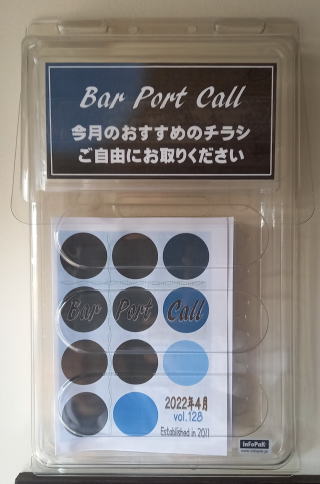 Bar Port Call
今月のおすすめのチラシ
ご自由にお取りください
Bar Port Call
2022年4月
vol.128
Established in 2011
InFoPaK